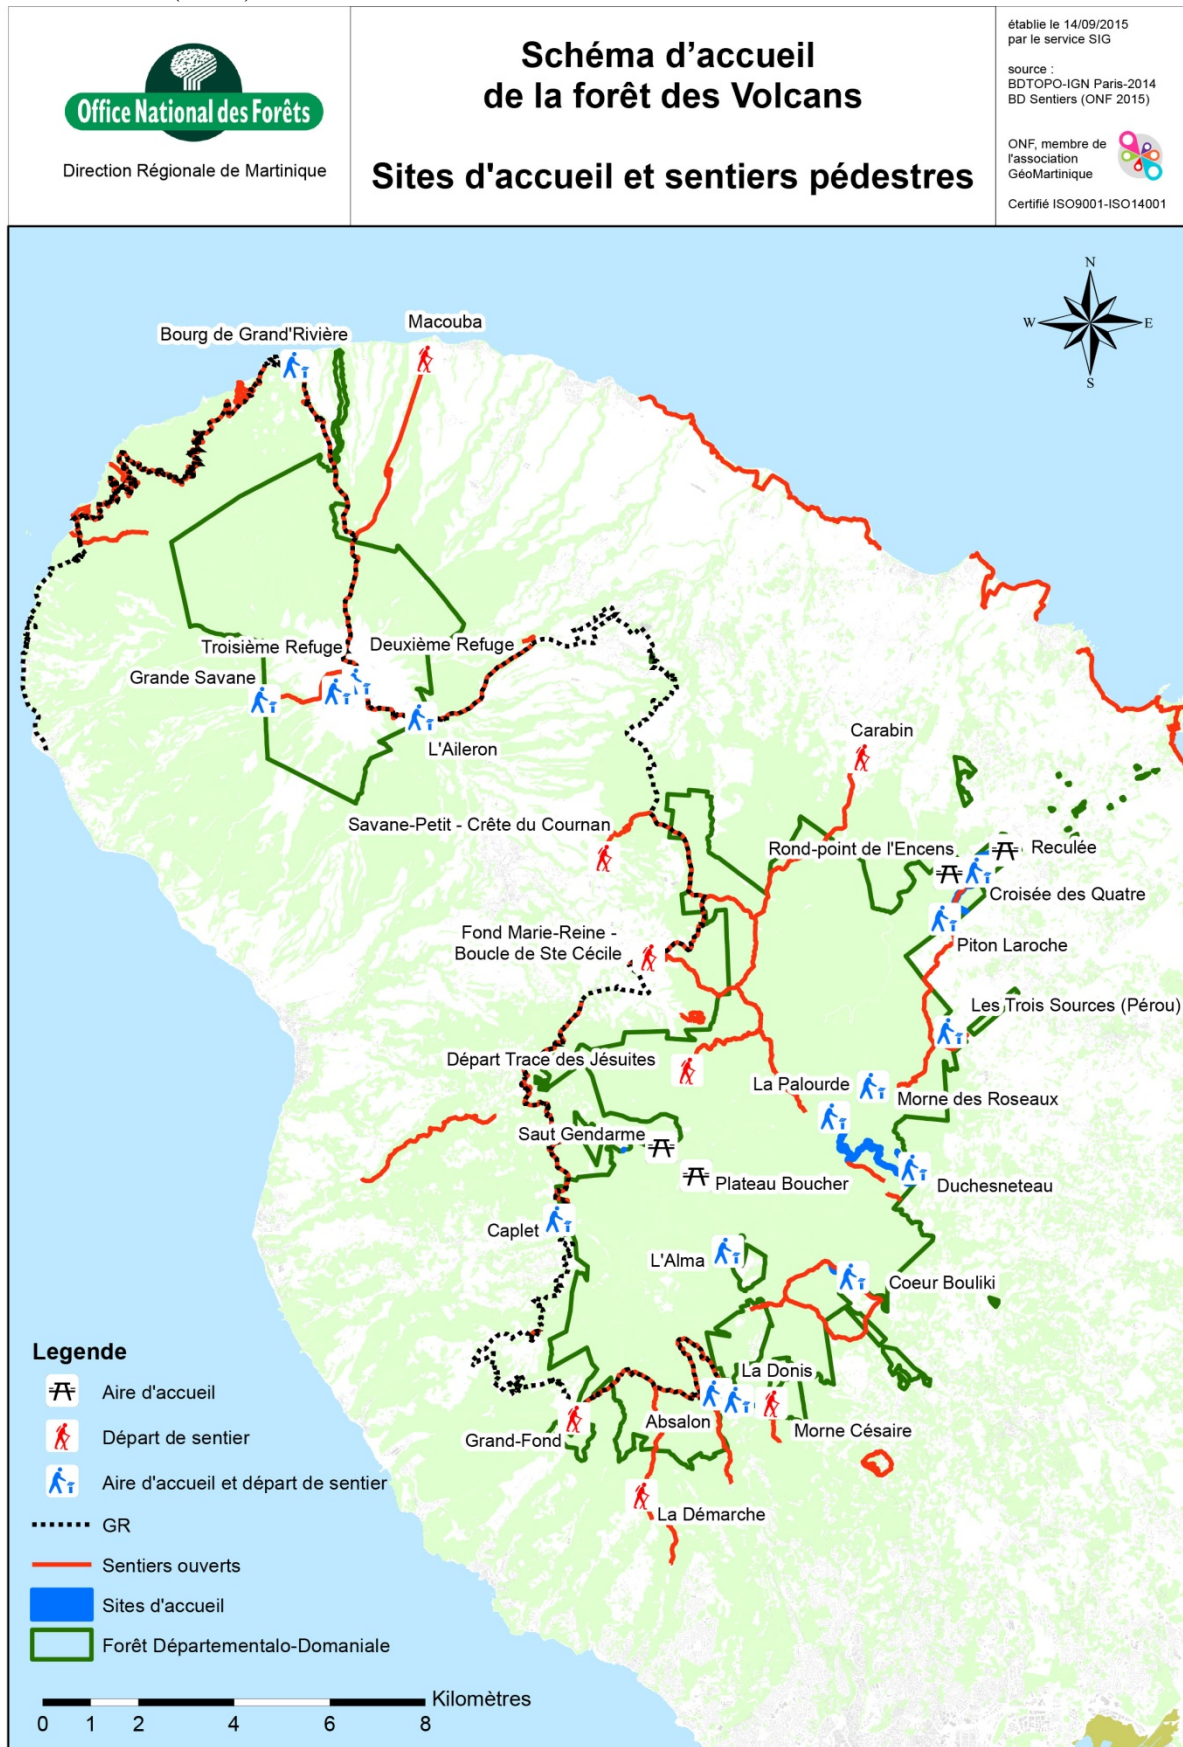 Office National des Forêts
Direction Régionale de Martinique
Schéma d'accueil
de la forêt des Volcans
Sites d'accueil et sentiers pédestres
établie le 14/09/2015
par le service SIG
source :
BDTOPO-IGN Paris-2014
BD Sentiers (ONF 2015)
ONF, membre de
l'association
GéoMartinique
Certifié ISO9001-ISO14001
N
W
E
S
Macouba
Bourg de Grand'Rivière
Troisième Refuge
Deuxième Refuge
Grande Savane
L'Aileron
Carabin
Savane-Petit - Crête du Cournan
Rond-point de l'Encens
Reculée
Croisée des Quatre
Fond Marie-Reine -
Boucle de Ste Cécile
Piton Laroche
Les Trois Sources (Pérou)
Départ Trace des Jésuites
La Palourde
Morne des Roseaux
Saut Gendarme
Plateau Boucher
Duchesneteau
Caplet
L'Alma
Coeur Bouliki
La Donis
Absalon
Morne Césaire
Grand-Fond
La Démarche
Legende
Aire d'accueil
Départ de sentier
Aire d'accueil et départ de sentier
GR
Sentiers ouverts
Sites d'accueil
Forêt Départementalo-Domaniale
Kilomètres
0 1 2 4 6 8